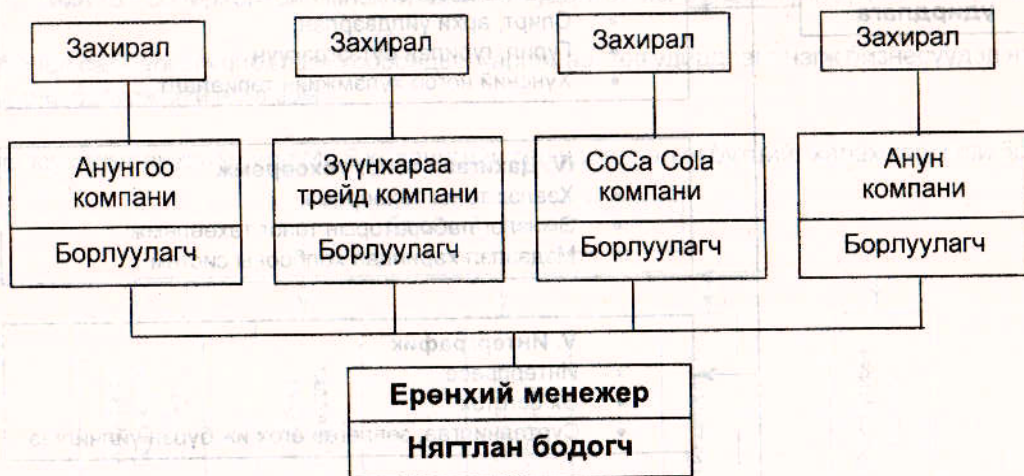 Захирал
Захирал
Захирал
Захирал
Анунгоо
компани
Борлуулагч
Зүүнхараа
трейд компани
Борлуулагч
CoCa Cola
компани
Борлуулагч
Анун
компани
Борлуулагч
Ерөнхий менежер
Нягтлан бодогч